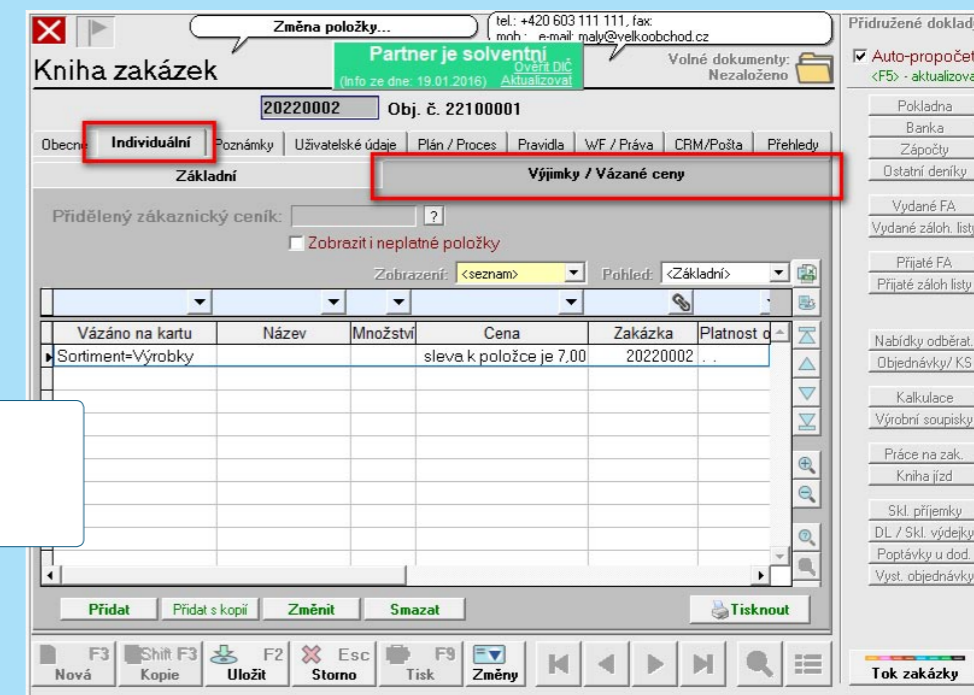 Změna položky...
tel.: +420 603 111 111, fax:
mob.: e-mail: maly@velkoobchod.cz
Přidružené doklady
Kniha zakázek
Partner je solventní
Ověřit DIČ
(Info ze dne: 19.01.2016) Aktualizovat
Volné dokumenty:
Nezaloženo
Auto-propočet
<F5> - aktualizova
20220002 Obj. č. 22100001
Obecné Individuální Poznámky Uživatelské údaje Plán / Proces Pravidla WF / Práva CRM/Pošta Přehledy
Základní Výjimky / Vázané ceny
Přidělený zákaznický ceník: ?
Zobrazit i neplatné položky
Zobrazení: <seznam> Pohled: <Základní>
Vázáno na kartu Název Množství Cena Zakázka Platnost o
Sortiment=Výrobky sleva k položce je 7,00 20220002 . .
Přidat Přidat s kopií Změnit Smazat Tisknout
F3 Shift F3 F2 Esc F9
Nová Kopie Uložit Storno Tisk Změny
Pokladna
Banka
Zápočty
Ostatní deníky
Vydané FA
Vydané záloh. listy
Přijaté FA
Přijaté záloh listy
Nabídky odběrat.
Objednávky/ KS
Kalkulace
Výrobní soupisky
Práce na zak.
Kniha jízd
Skl. příjemky
DL / Skl. výdejky
Poptávky u dod.
Vyst. objednávky
Tok zakázky